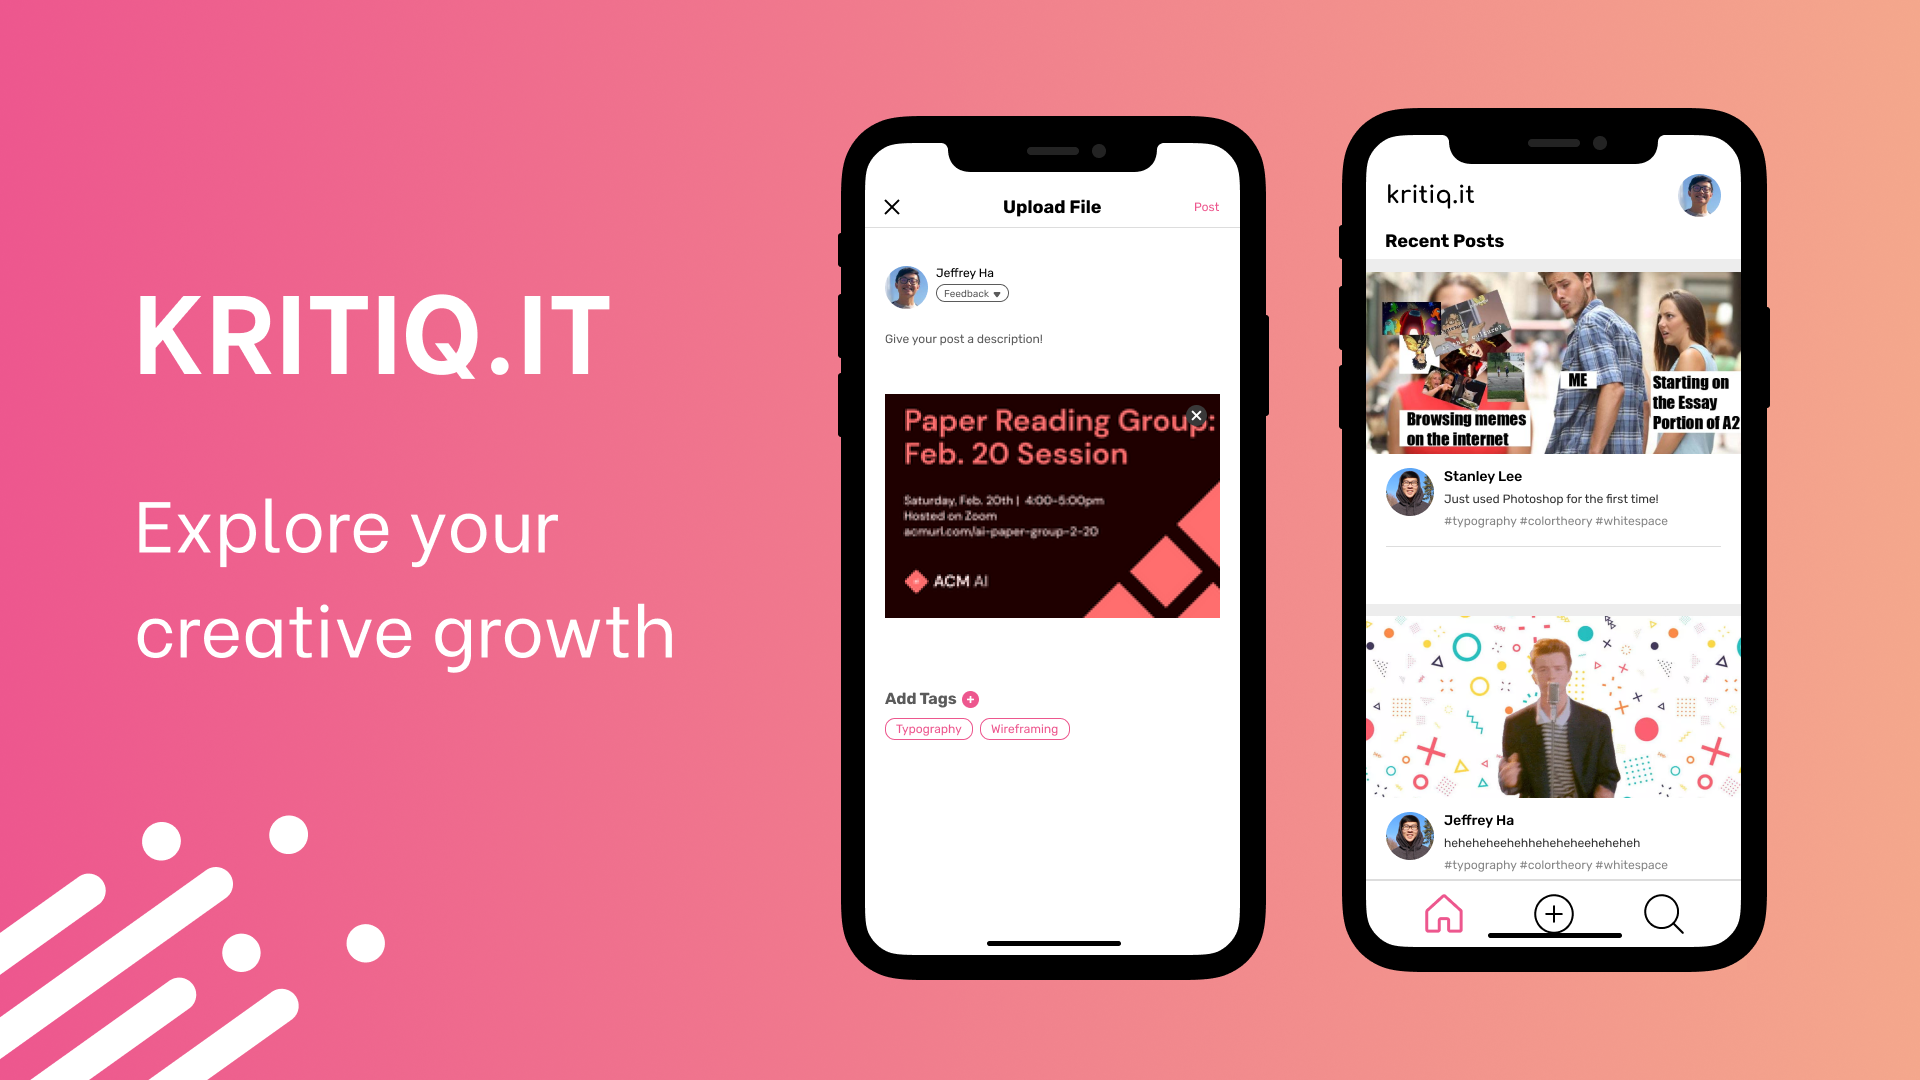 KRITIQ.IT
Explore your
creative growth
Upload File
Post
Jeffrey Ha
Feedback
Give your post a description!
Paper Reading Group:
Feb. 20 Session
Saturday, Feb. 20th | 4:00-5:00pm
Hosted on Zoom
acmurl.com/ai-paper-group-2-20
ACM AI
Add Tags
Typography
Wireframing
kritiq.it
Recent Posts
Browsing memes
on the internet
ME
Starting on
the Essay
Portion of A2
Stanley Lee
Just used Photoshop for the first time!
#typography #colortheory #whitespace
Jeffrey Ha
heheheheehehhehehehehehehehehe
#typography #colortheory #whitespace